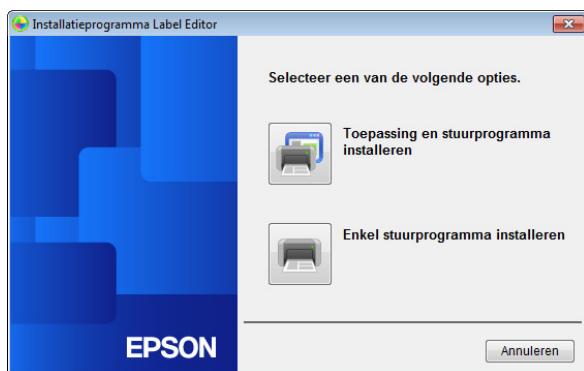 Installatieprogramma Label Editor
Selecteer een van de volgende opties.
Toepassing en stuurprogramma
installeren
Enkel stuurprogramma installeren
EPSON
Annuleren